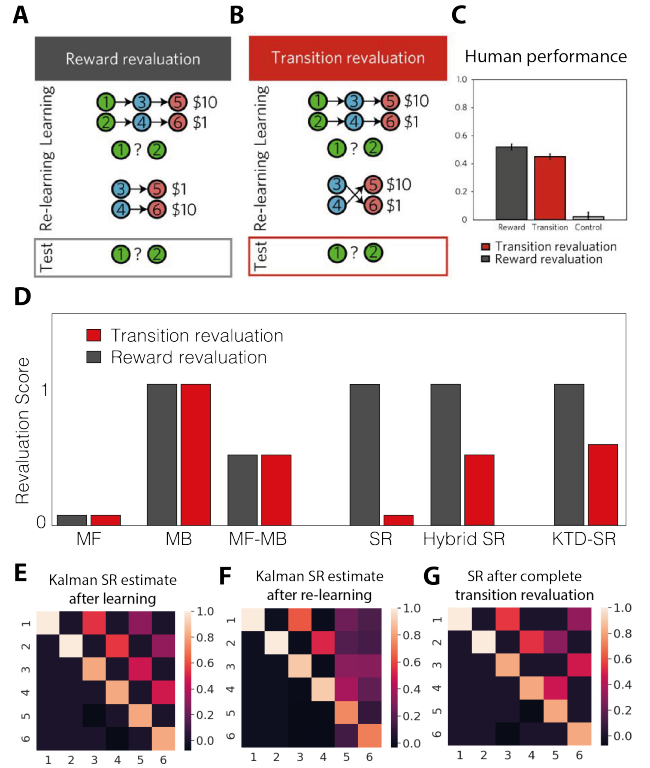 A
Reward revaluation
Learning
1 3 5 $10
2 4 6 $1
1 ? 2
Re-learning
3 5 $1
4 6 $10
Test
1 ? 2
B
Transition revaluation
Learning
1 3 5 $10
2 4 6 $1
1 ? 2
Re-learning
3 5 $10
4 6 $1
Test
1 ? 2
C
Human performance
1.0
0.8
0.6
0.4
0.2
0
Reward Transition Control
Transition revaluation
Reward revaluation
D
Revaluation Score
1
0
Transition revaluation
Reward revaluation
MF MB MF-MB SR Hybrid SR KTD-SR
E
Kalman SR estimate
after learning
1
2
3
4
5
6
1 2 3 4 5 6
1.0
0.8
0.6
0.4
0.2
0.0
F
Kalman SR estimate
after re-learning
1
2
3
4
5
6
1 2 3 4 5 6
1.0
0.8
0.6
0.4
0.2
0.0
G
SR after complete
transition revaluation
1
2
3
4
5
6
1 2 3 4 5 6
1.0
0.8
0.6
0.4
0.2
0.0